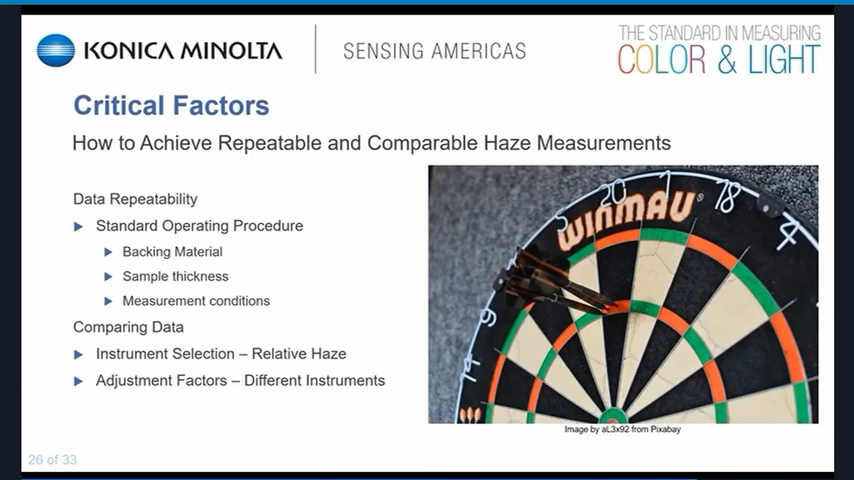 KONICA MINOLTA
SENSING AMERICAS
THE STANDARD IN MEASURING
COLOR & LIGHT
Critical Factors
How to Achieve Repeatable and Comparable Haze Measurements
Data Repeatability
Standard Operating Procedure
Backing Material
Sample thickness
Measurement conditions
Comparing Data
Instrument Selection – Relative Haze
Adjustment Factors – Different Instruments
5 20 1 18
WINMAU®
4
9
14
Image by aL3x92 from Pixabay
26 of 33